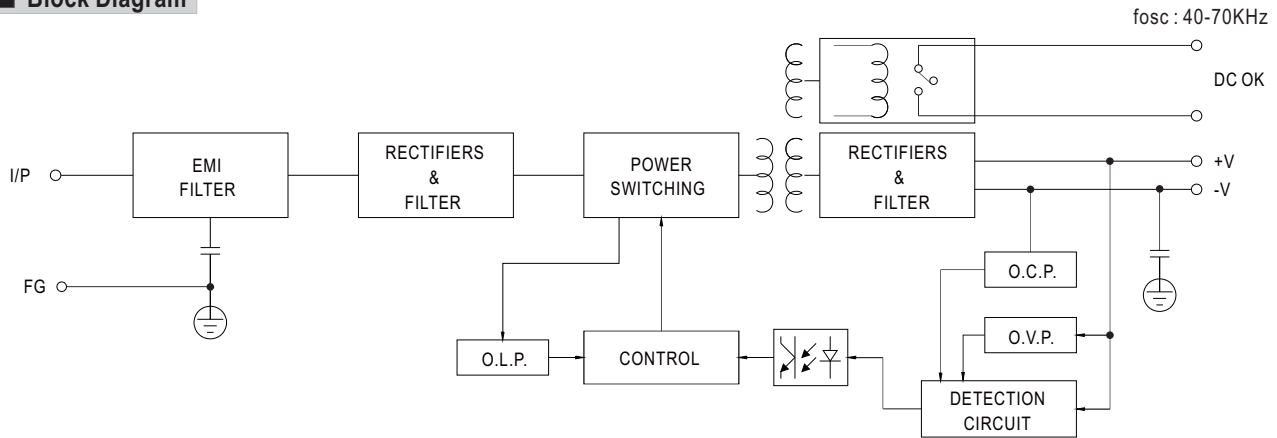 Block Diagram
fosc : 40-70KHz
DC OK
I/P
EMI
FILTER
RECTIFIERS
&
FILTER
POWER
SWITCHING
RECTIFIERS
&
FILTER
+V
-V
FG
O.C.P.
O.V.P.
O.L.P.
CONTROL
DETECTION
CIRCUIT